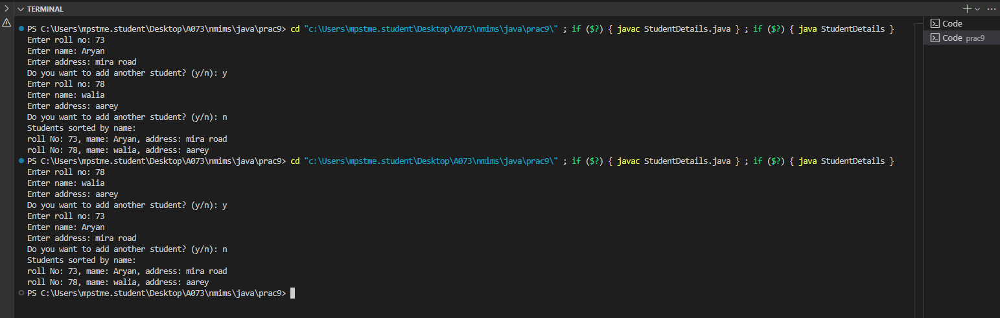 TERMINAL
PS C:\Users\mpstme.student\Desktop\A073\nmims\java\prac9> cd "c:\Users\mpstme.student\Desktop\A073\nmims\java\prac9\" ; if ($?) { javac StudentDetails.java } ; if ($?) { java StudentDetails }
Enter roll no: 73
Enter name: Aryan
Enter address: mira road
Do you want to add another student? (y/n): y
Enter roll no: 78
Enter name: walia
Enter address: aarey
Do you want to add another student? (y/n): n
Students sorted by name:
roll No: 73, mame: Aryan, address: mira road
roll No: 78, mame: walia, address: aarey
PS C:\Users\mpstme.student\Desktop\A073\nmims\java\prac9> cd "c:\Users\mpstme.student\Desktop\A073\nmims\java\prac9\" ; if ($?) { javac StudentDetails.java } ; if ($?) { java StudentDetails }
Enter roll no: 78
Enter name: walia
Enter address: aarey
Do you want to add another student? (y/n): y
Enter roll no: 73
Enter name: Aryan
Enter address: mira road
Do you want to add another student? (y/n): n
Students sorted by name:
roll No: 73, mame: Aryan, address: mira road
roll No: 78, mame: walia, address: aarey
PS C:\Users\mpstme.student\Desktop\A073\nmims\java\prac9>
Code
Code prac9